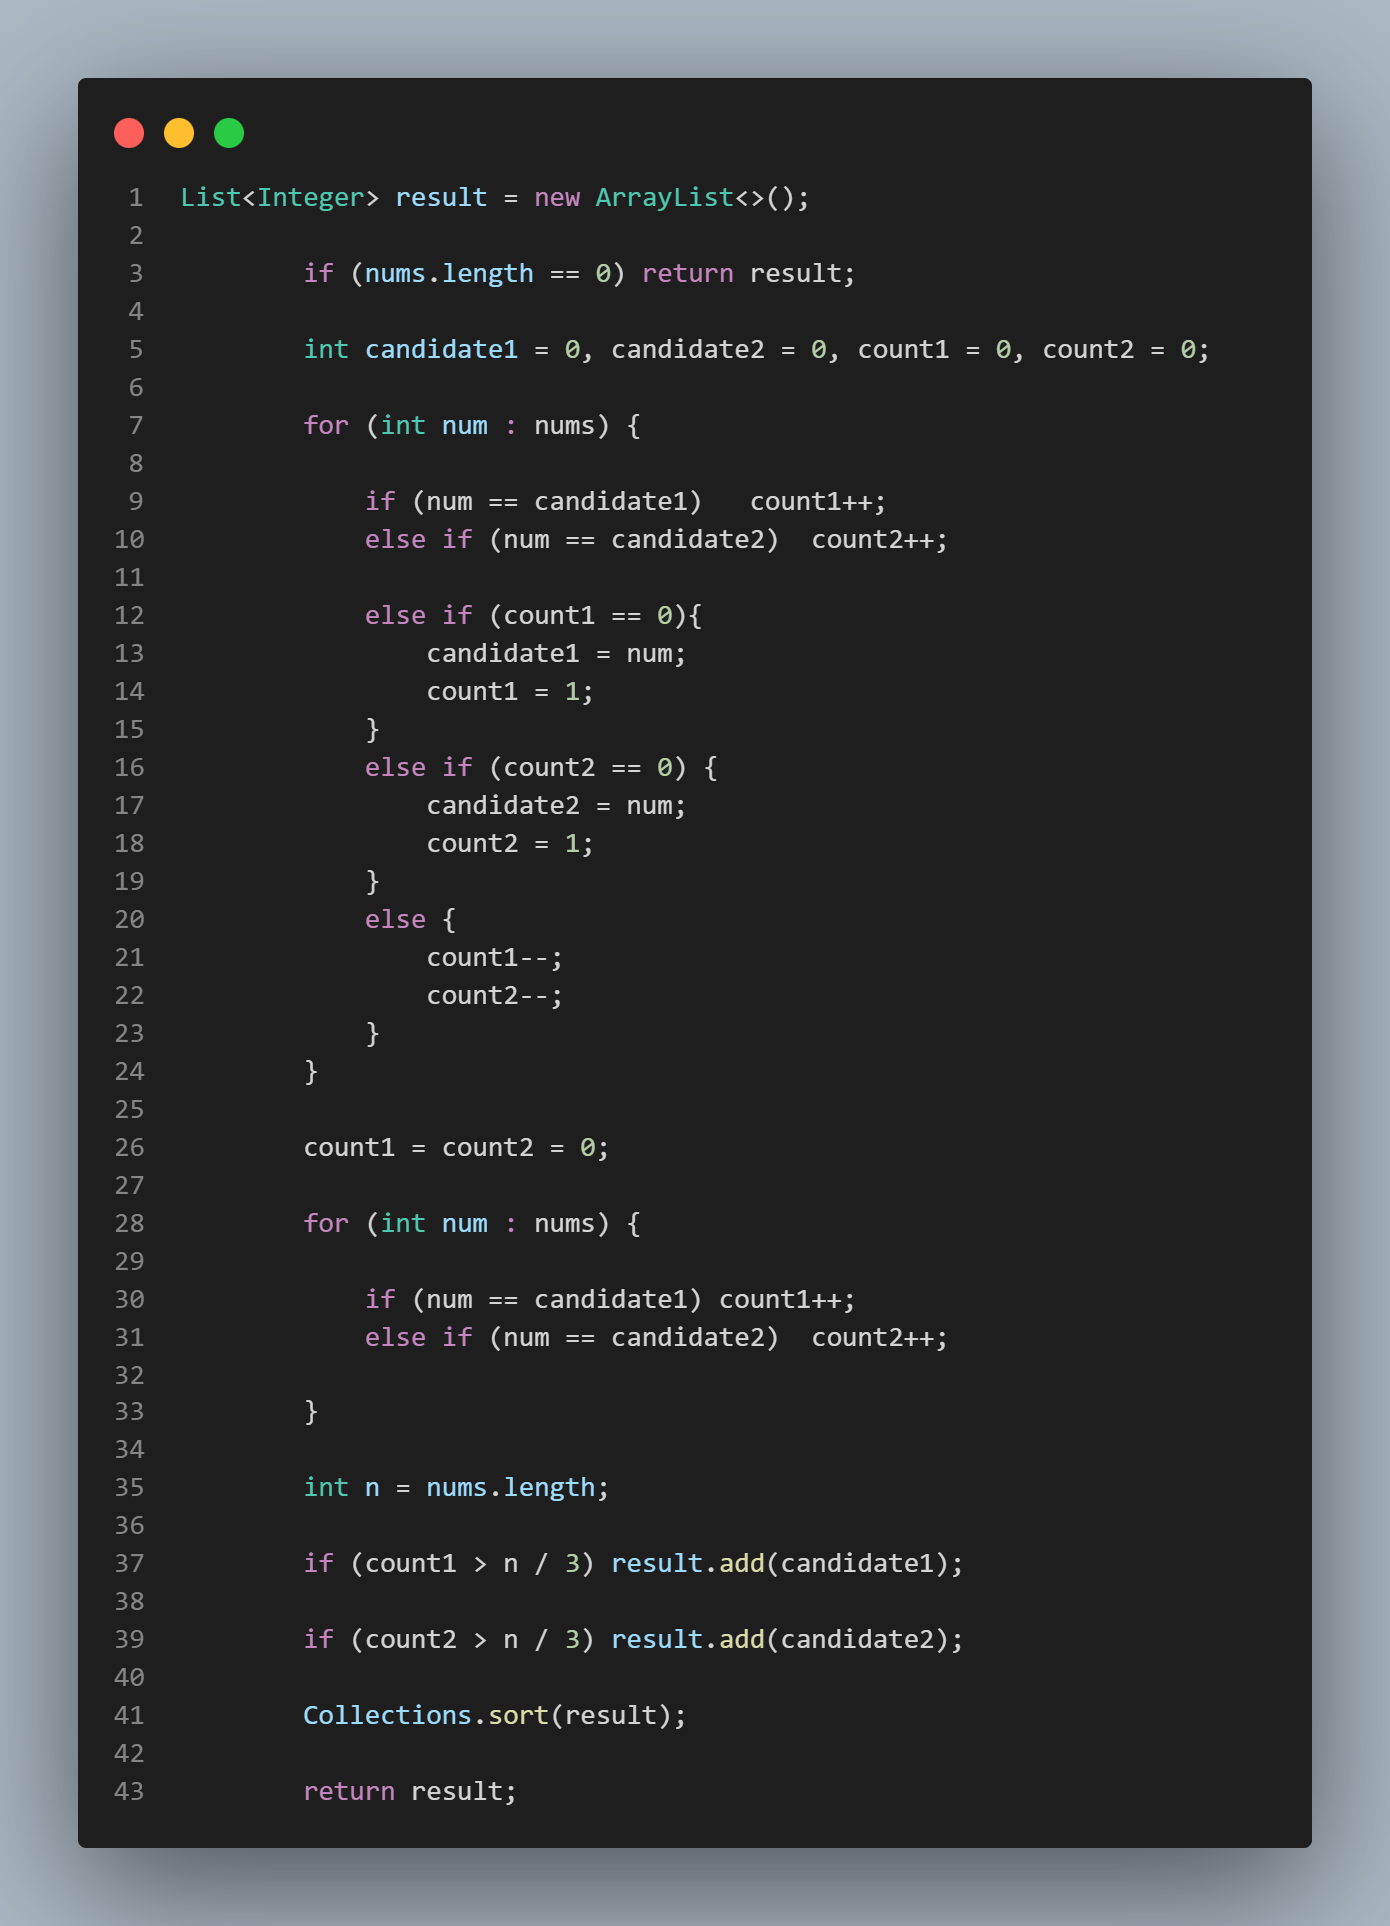 1 List<Integer> result = new ArrayList<>();
2
3         if (nums.length == 0) return result;
4
5         int candidate1 = 0, candidate2 = 0, count1 = 0, count2 = 0;
6
7         for (int num : nums) {
8
9             if (num == candidate1)   count1++;
10             else if (num == candidate2)  count2++;
11
12             else if (count1 == 0){
13                 candidate1 = num;
14                 count1 = 1;
15             }
16             else if (count2 == 0) {
17                 candidate2 = num;
18                 count2 = 1;
19             }
20             else {
21                 count1--;
22                 count2--;
23             }
24         }
25
26         count1 = count2 = 0;
27
28         for (int num : nums) {
29
30             if (num == candidate1) count1++;
31             else if (num == candidate2)  count2++;
32
33         }
34
35         int n = nums.length;
36
37         if (count1 > n / 3) result.add(candidate1);
38
39         if (count2 > n / 3) result.add(candidate2);
40
41         Collections.sort(result);
42
43         return result;